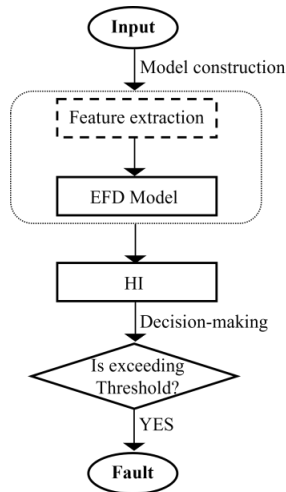 Input
Model construction
Feature extraction
EFD Model
HI
Decision-making
Is exceeding
Threshold?
YES
Fault